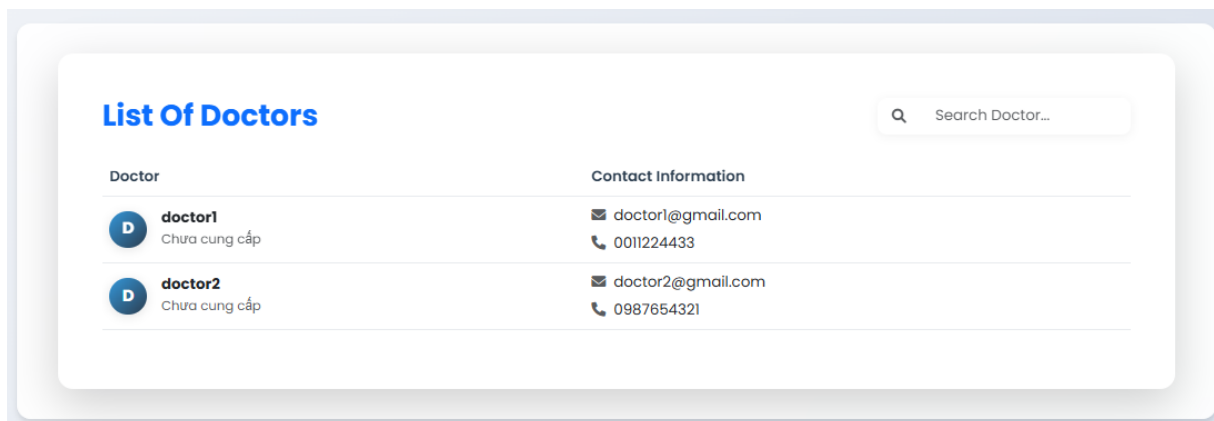 List Of Doctors
Search Doctor...
Doctor Contact Information
D
doctor1
Chưa cung cấp
doctor1@gmail.com
0011224433
D
doctor2
Chưa cung cấp
doctor2@gmail.com
0987654321